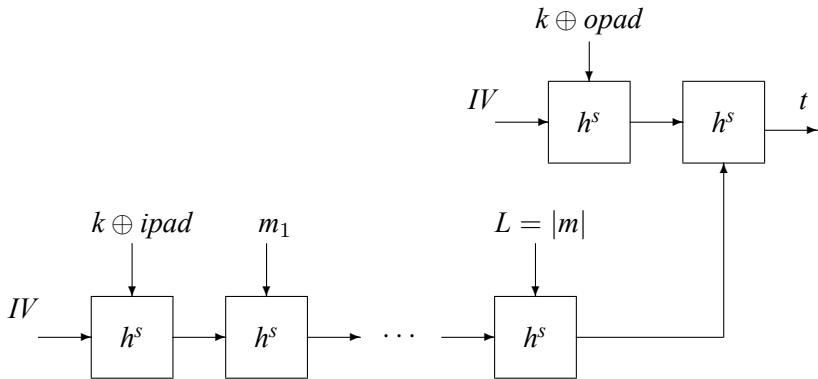 k ⊕ opad
IV
h^s
h^s
t
k ⊕ ipad
m_1
L = |m|
IV
h^s
h^s
···
h^s